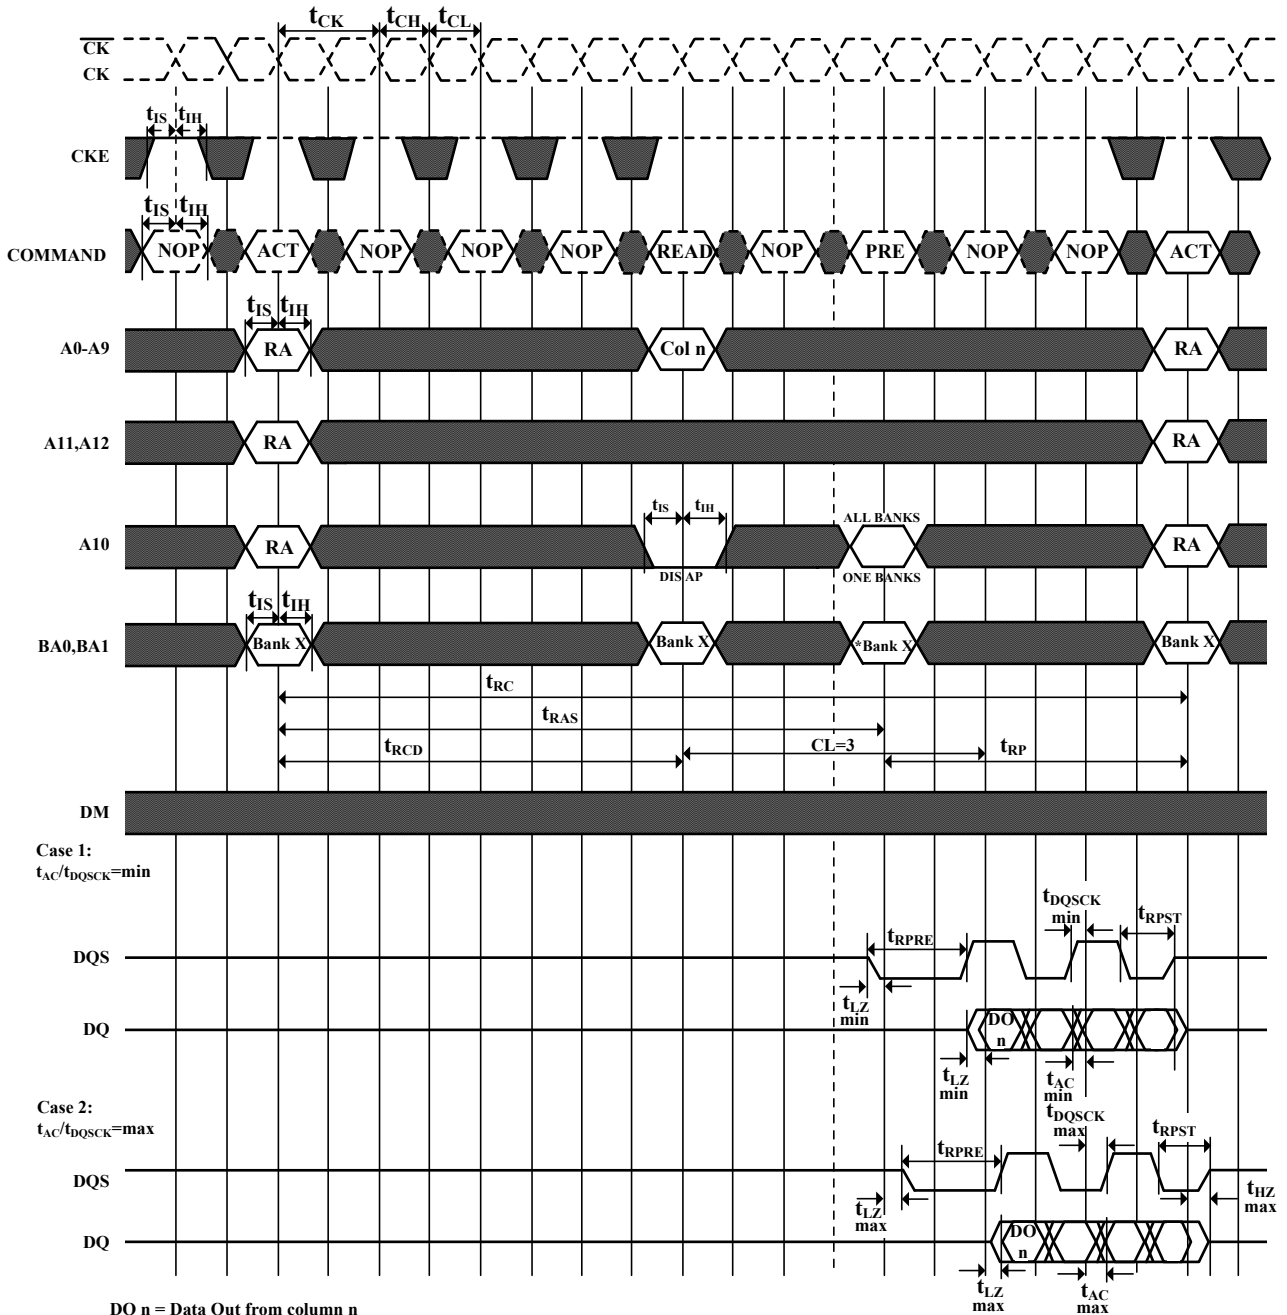 tCK tCH tCL
CK
CK
tIS tIH
CKE
tIS tIH
COMMAND NOP ACT NOP NOP NOP READ NOP PRE NOP NOP ACT
tIS tIH
A0-A9 RA Col n RA
A11,A12 RA RA
tIS tIH
ALL BANKS
A10 RA RA
DIS AP ONE BANKS
tIS tIH
BA0,BA1 Bank X Bank X *Bank X Bank X
tRC
tRAS
tRCD CL=3 tRP
DM
Case 1:
tAC/tDQSCK=min
tDQSCK
min
tRPST
tRPRE
DQS
tLZ
min
DQ DO
n
tLZ
min
tAC
min
Case 2:
tAC/tDQSCK=max
tDQSCK
max
tRPST
tRPRE
DQS
tLZ
max
tHZ
max
DQ DO
n
tLZ
max
tAC
max
DO n = Data Out from column n